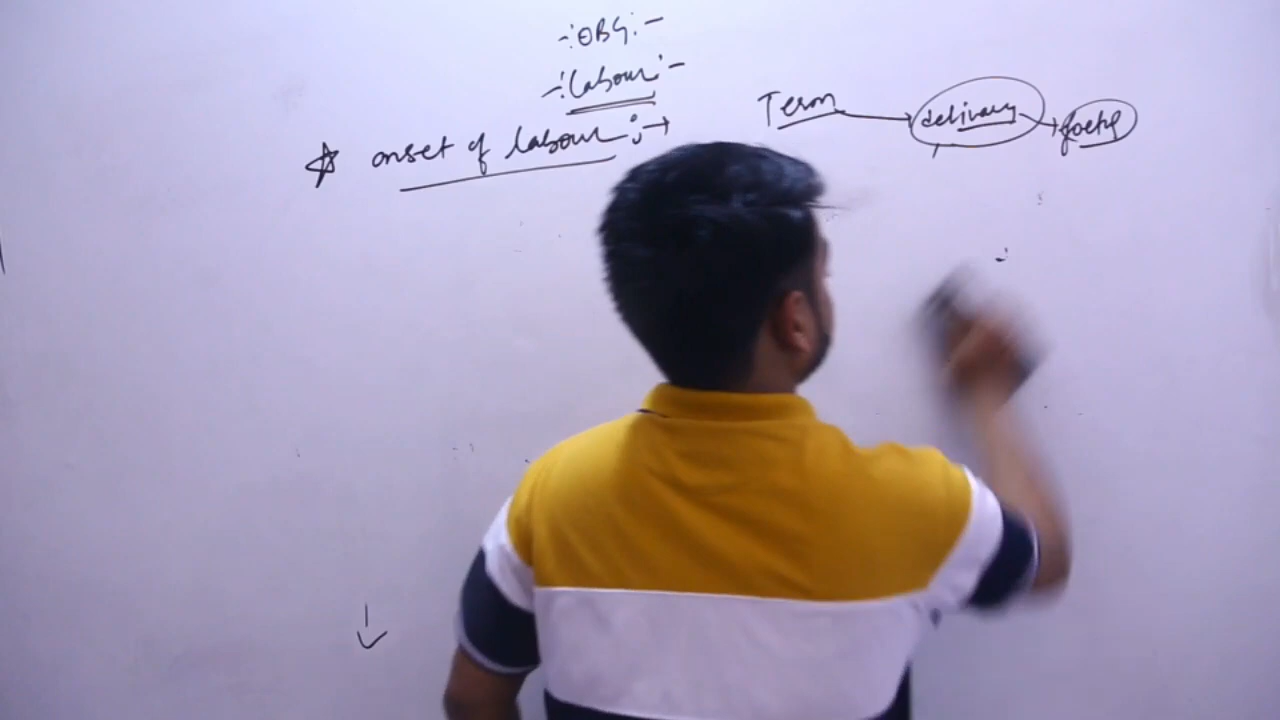 -: OBG :-
-: Labour :-
☆ onset of labour :→
Term → delivery → foetus